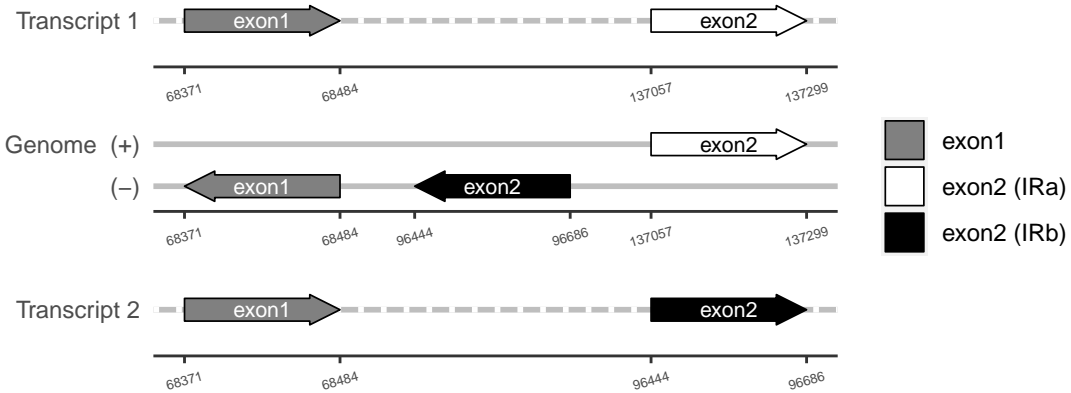 Transcript 1 exon1 exon2
68371 68484 137057 137299
Genome (+) exon2
(−) exon1 exon2
68371 68484 96444 96686 137057 137299
Transcript 2 exon1 exon2
68371 68484 96444 96686
exon1
exon2 (IRa)
exon2 (IRb)